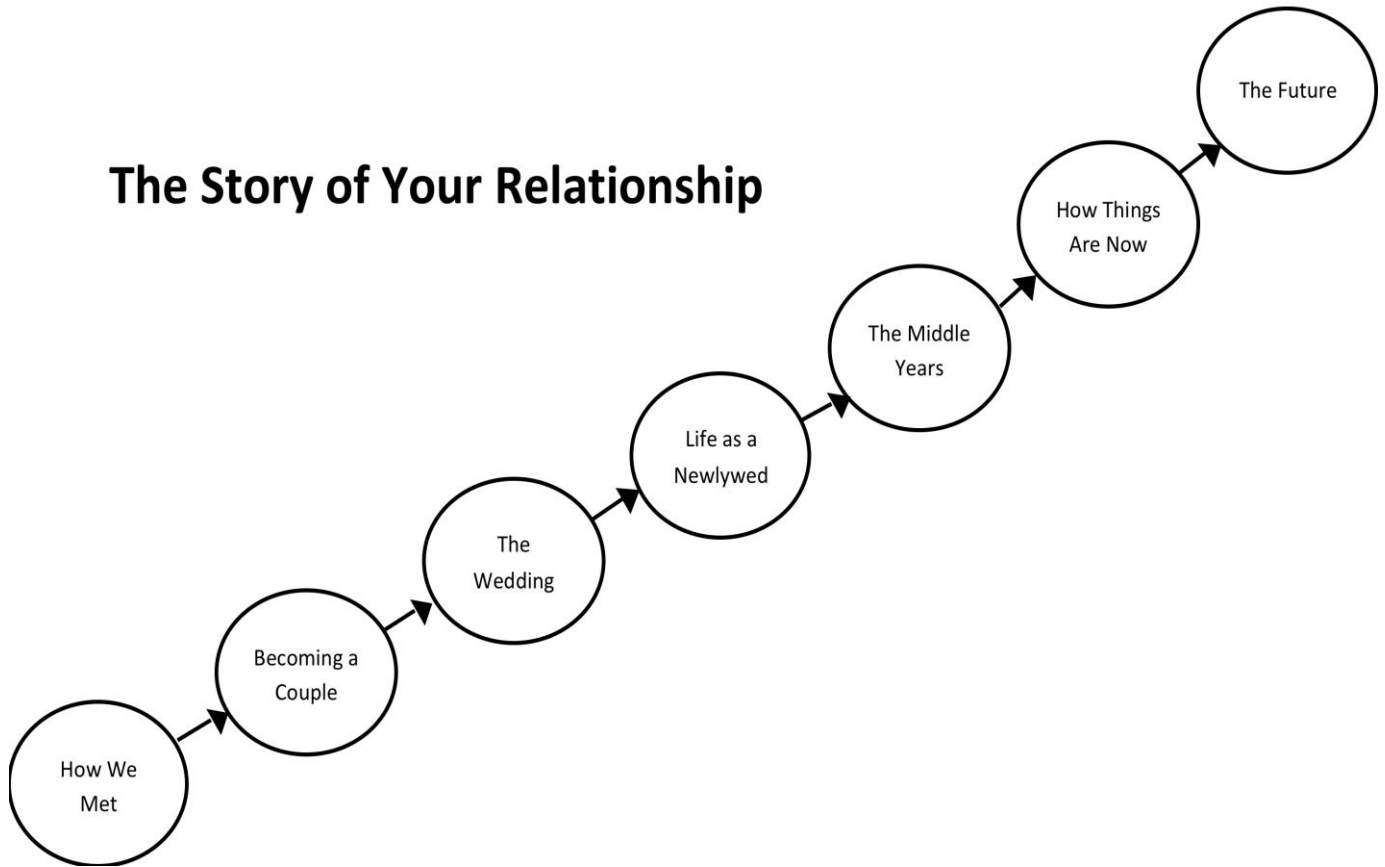 The Story of Your Relationship
How We
Met
Becoming a
Couple
The
Wedding
Life as a
Newlywed
The Middle
Years
How Things
Are Now
The Future